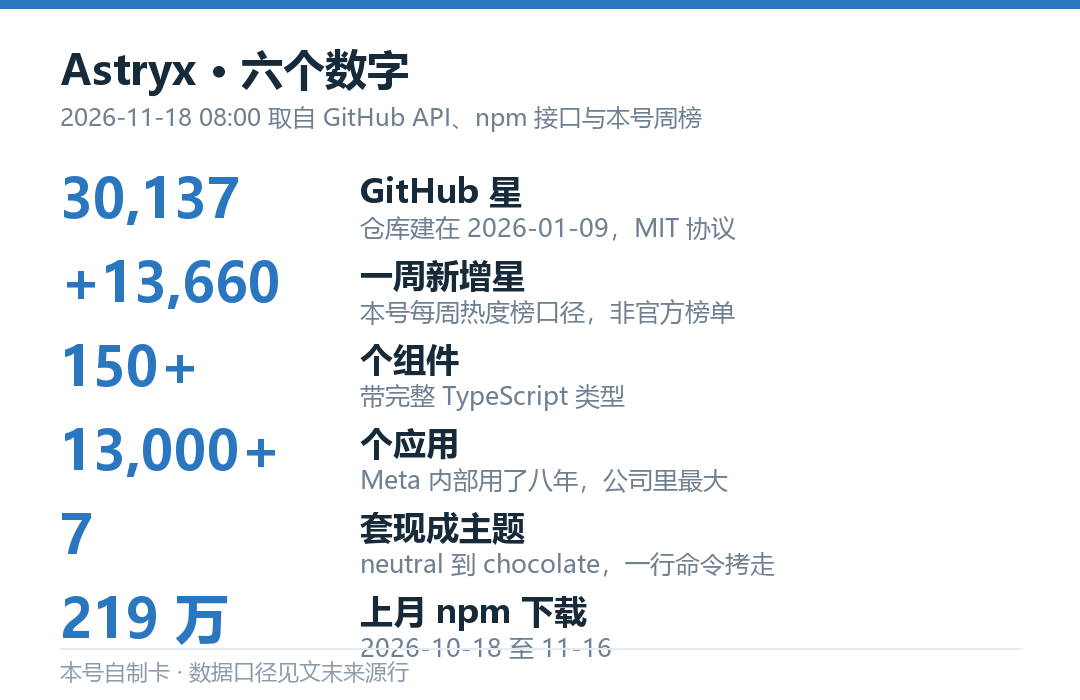 Astryx · 六个数字
2026-11-18 08:00 取自 GitHub API、npm 接口与本号周榜
30,137
GitHub 星
仓库建在 2026-01-09，MIT 协议
+13,660
一周新增星
本号每周热度榜口径，非官方榜单
150+
个组件
带完整 TypeScript 类型
13,000+
个应用
Meta 内部用了八年，公司里最大
7
套现成主题
neutral 到 chocolate，一行命令拷走
219 万
上月 npm 下载
2026-10-18 至 11-16
本号自制卡 · 数据口径见文末来源行